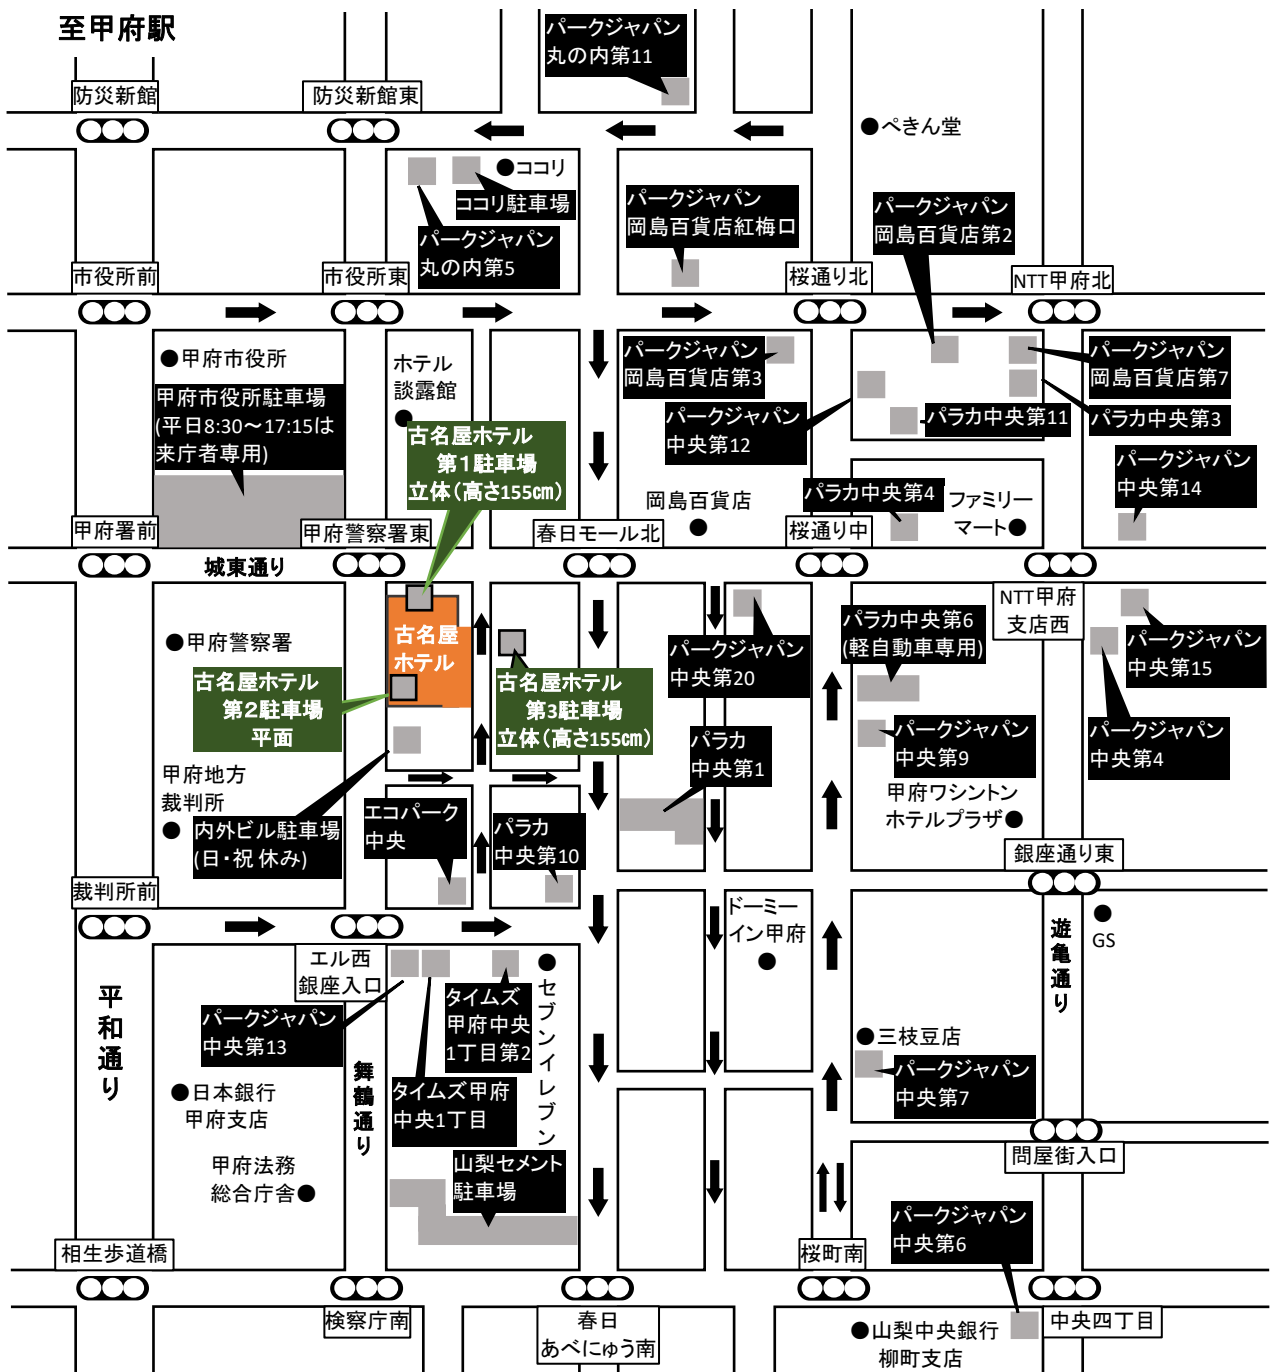 至甲府駅
パークジャパン
丸の内第11
防災新館
防災新館東
●ぺきん堂
●ココリ
ココリ駐車場
パークジャパン
丸の内第5
パークジャパン
岡島百貨店紅梅口
パークジャパン
岡島百貨店第2
市役所前
市役所東
桜通り北
NTT甲府北
●甲府市役所
甲府市役所駐車場
(平日8:30〜17:15は
来庁者専用)
ホテル
談露館
●
古名屋ホテル
第1駐車場
立体(高さ155cm)
パークジャパン
岡島百貨店第3
パークジャパン
中央第12
パラカ中央第11
パークジャパン
岡島百貨店第7
パラカ中央第3
パークジャパン
中央第14
岡島百貨店
●
パラカ中央第4
ファミリー
マート●
甲府署前
甲府警察署東
春日モール北
桜通り中
城東通り
NTT甲府
支店西
●甲府警察署
古名屋
ホテル
古名屋ホテル
第2駐車場
平面
古名屋ホテル
第3駐車場
立体(高さ155cm)
パークジャパン
中央第20
パラカ中央第6
(軽自動車専用)
パークジャパン
中央第15
パークジャパン
中央第4
パークジャパン
中央第9
パラカ
中央第1
甲府地方
裁判所
●
内外ビル駐車場
(日・祝 休み)
エコパーク
中央
パラカ
中央第10
甲府ワシントン
ホテルプラザ●
銀座通り東
裁判所前
ドーミー
イン甲府
●
●
GS
遊亀通り
エル西
銀座入口
パークジャパン
中央第13
タイムズ
甲府中央
1丁目第2
●セブンイレブン
平和通り
舞鶴通り
タイムズ甲府
中央1丁目
●三枝豆店
パークジャパン
中央第7
●日本銀行
甲府支店
甲府法務
総合庁舎●
山梨セメント
駐車場
問屋街入口
パークジャパン
中央第6
相生歩道橋
桜町南
検察庁南
春日
あべにゅう南
●山梨中央銀行
柳町支店
中央四丁目